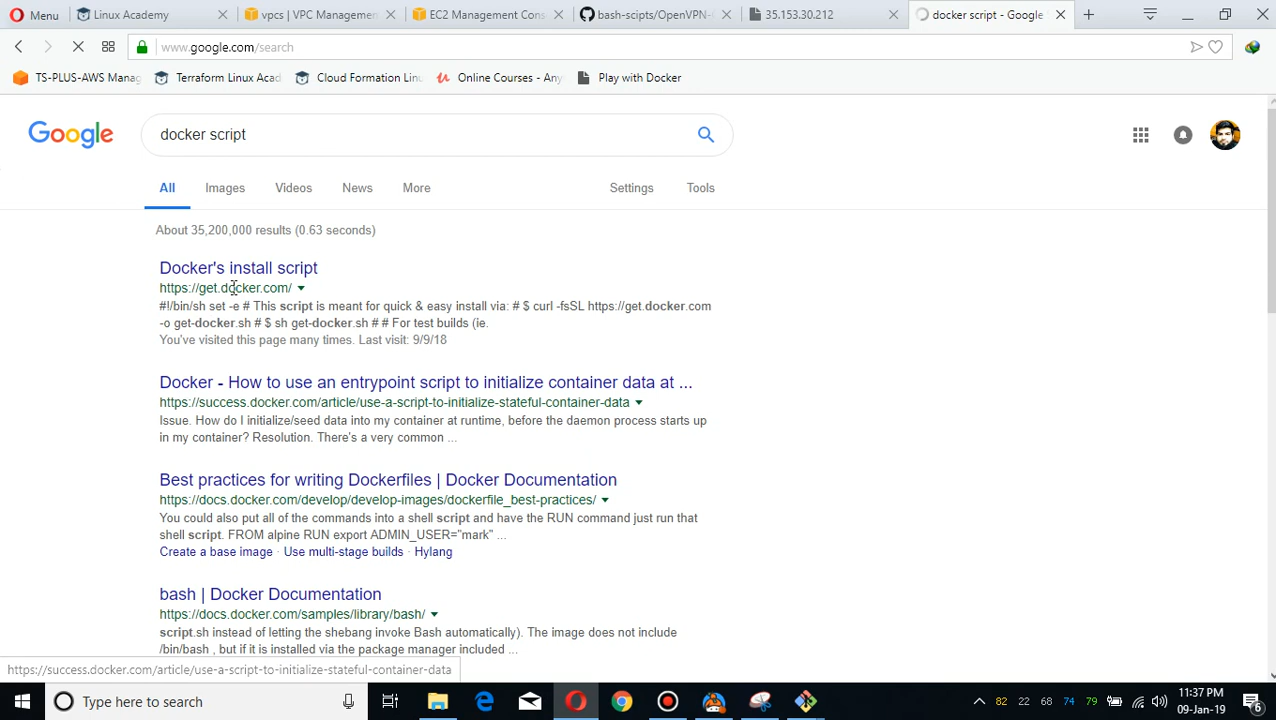 Menu
Linux Academy
vpcs | VPC Managemen
EC2 Management Cons
bash-scipts/OpenVPN-
35.153.30.212
docker script - Google
www.google.com/search
TS-PLUS-AWS Manag
Terraform Linux Acad
Cloud Formation Lin
Online Courses - Any
Play with Docker
Google
docker script
All
Images
Videos
News
More
Settings
Tools
About 35,200,000 results (0.63 seconds)
Docker's install script
https://get.docker.com/
#!/bin/sh set -e # This script is meant for quick & easy install via: # $ curl -fsSL https://get.docker.com
-o get-docker.sh # $ sh get-docker.sh # # For test builds (ie.
You've visited this page many times. Last visit: 9/9/18
Docker - How to use an entrypoint script to initialize container data at ...
https://success.docker.com/article/use-a-script-to-initialize-stateful-container-data
Issue. How do I initialize/seed data into my container at runtime, before the daemon process starts up
in my container? Resolution. There's a very common ...
Best practices for writing Dockerfiles | Docker Documentation
https://docs.docker.com/develop/develop-images/dockerfile_best-practices/
You could also put all of the commands into a shell script and have the RUN command just run that
shell script. FROM alpine RUN export ADMIN_USER="mark" ...
Create a base image · Use multi-stage builds · Hylang
bash | Docker Documentation
https://docs.docker.com/samples/library/bash/
script.sh instead of letting the shebang invoke Bash automatically). The image does not include
/bin/bash , but if it is installed via the package manager included ...
https://success.docker.com/article/use-a-script-to-initialize-stateful-container-data
Type here to search
82 22 68 74 79
11:37 PM
09-Jan-19
6